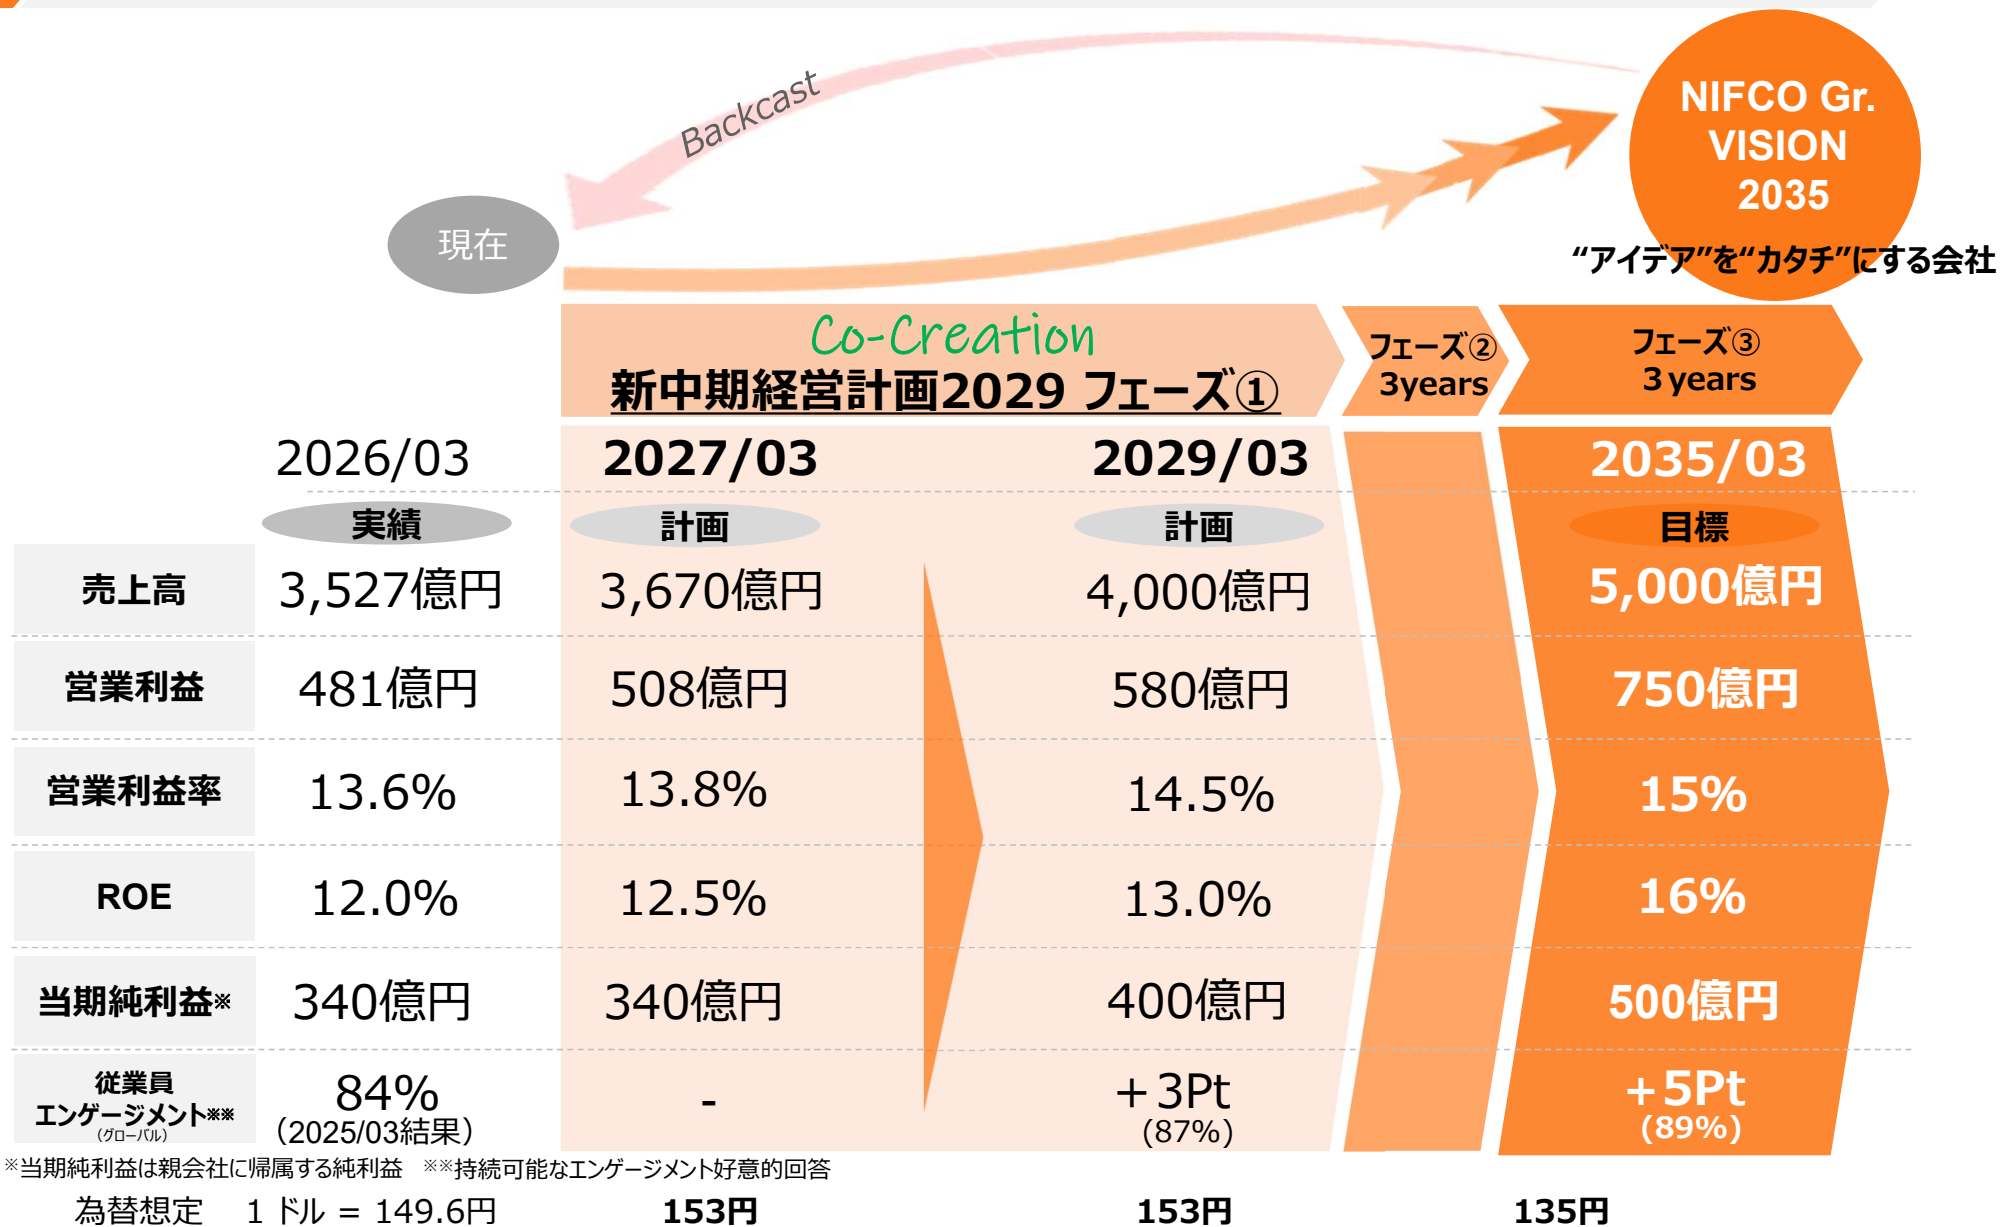 Backcast
NIFCO Gr.
VISION
2035
現在
“アイデア”を“カタチ”にする会社
Co-Creation
新中期経営計画2029 フェーズ①
フェーズ②
3years
フェーズ③
３years
2026/03 2027/03 2029/03 2035/03
実績 計画 計画 目標
売上高 3,527億円 3,670億円 4,000億円 5,000億円
営業利益 481億円 508億円 580億円 750億円
営業利益率 13.6% 13.8% 14.5% 15%
ROE 12.0% 12.5% 13.0% 16%
当期純利益※ 340億円 340億円 400億円 500億円
従業員
エンゲージメント※※
（グローバル）
84%
（2025/03結果）
-
＋3Pt
（87%）
＋5Pt
（89%）
※当期純利益は親会社に帰属する純利益 ※※持続可能なエンゲージメント好意的回答
為替想定 1 ドル = 149.6円 153円 153円 135円